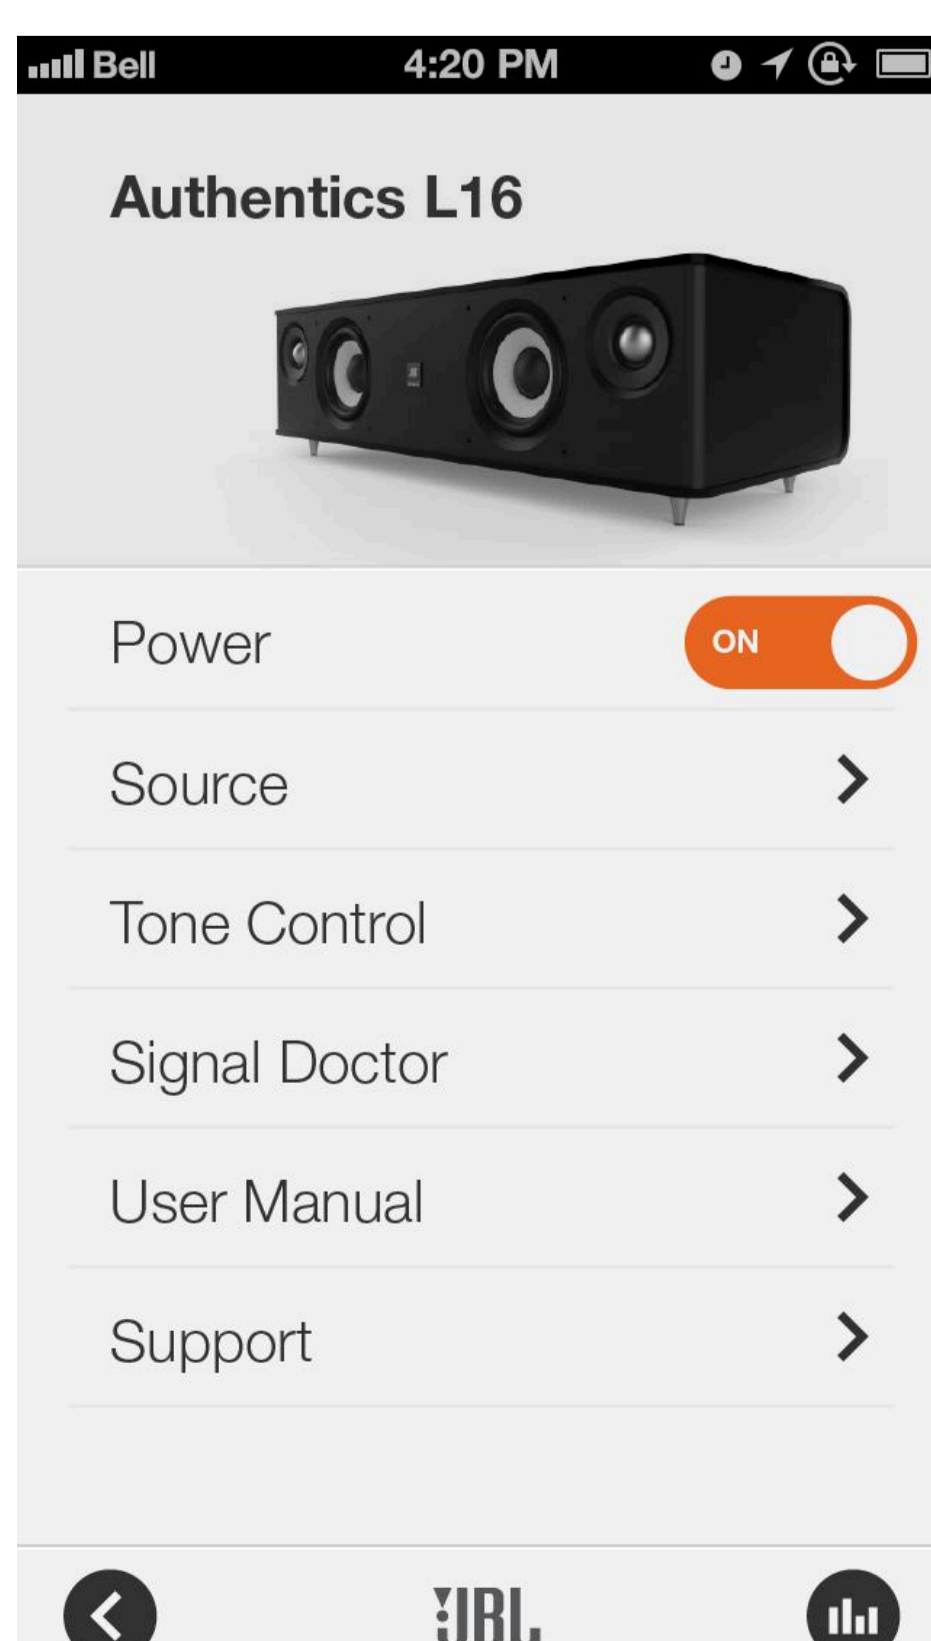 Bell 4:20 PM
Authentics L16
Power ON
Source
Tone Control
Signal Doctor
User Manual
Support
JBL